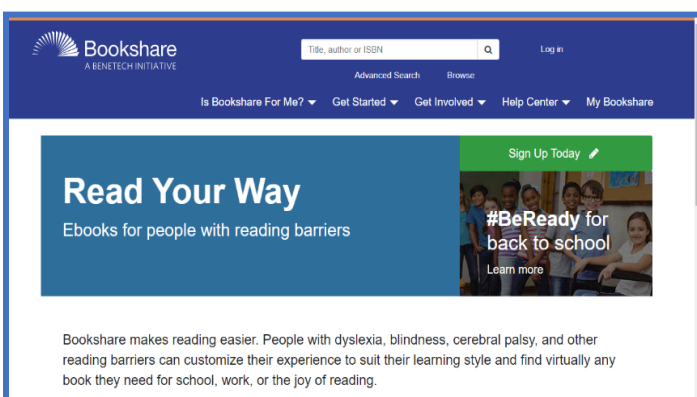 Bookshare
A BENETECH INITIATIVE
Title, author or ISBN
Log in
Advanced Search Browse
Is Bookshare For Me? Get Started Get Involved Help Center My Bookshare
Sign Up Today
Read Your Way
Ebooks for people with reading barriers
#BeReady for
back to school
Learn more
Bookshare makes reading easier. People with dyslexia, blindness, cerebral palsy, and other
reading barriers can customize their experience to suit their learning style and find virtually any
book they need for school, work, or the joy of reading.